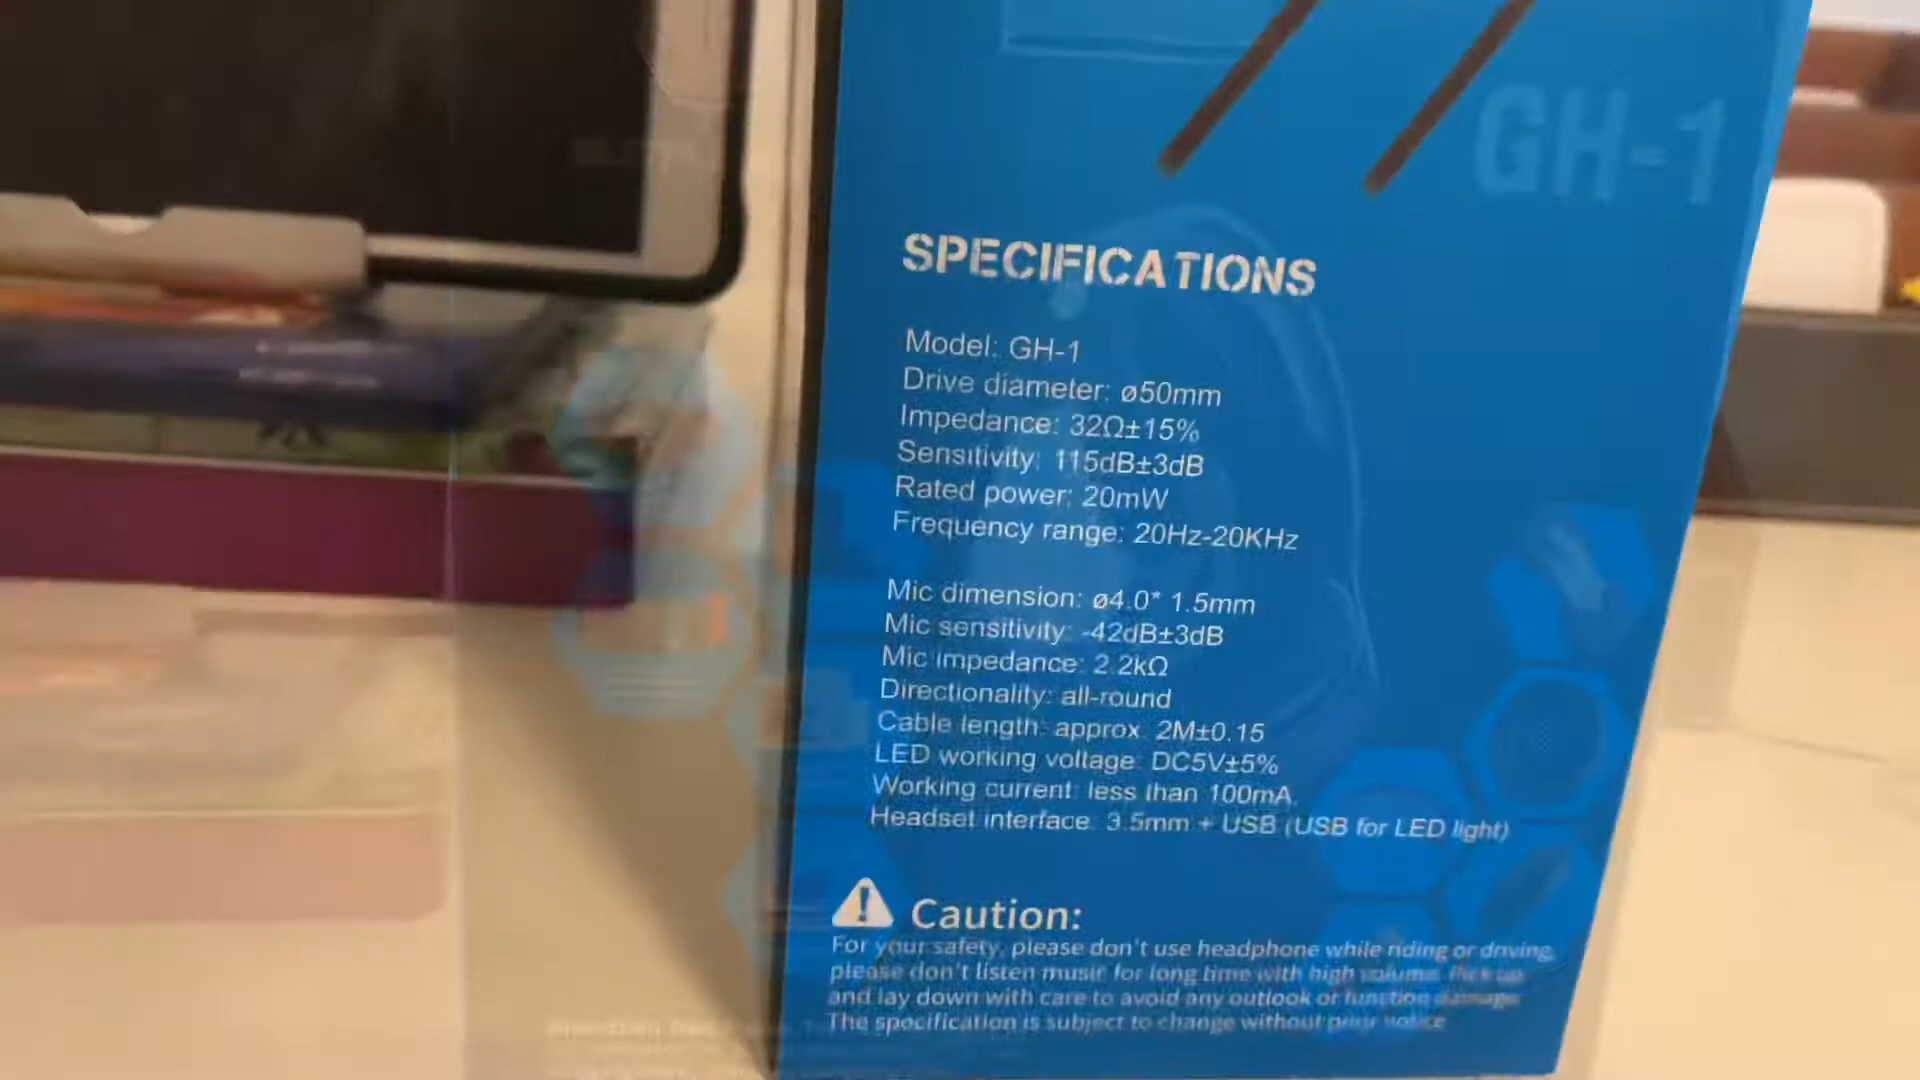 GH-1
SPECIFICATIONS
Model: GH-1
Drive diameter: ø50mm
Impedance: 32Ω±15%
Sensitivity: 115dB±3dB
Rated power: 20mW
Frequency range: 20Hz-20KHz
Mic dimension: ø4.0* 1.5mm
Mic sensitivity: -42dB±3dB
Mic impedance: 2.2kΩ
Directionality: all-round
Cable length: approx. 2M±0.15
LED working voltage: DC5V±5%
Working current: less than 100mA.
Headset interface: 3.5mm + USB (USB for LED light)
Caution:
For your safety, please don't use headphone while riding or driving,
please don't listen music for long time with high volume. Pick up
and lay down with care to avoid any outlook or function damage.
The specification is subject to change without prior notice